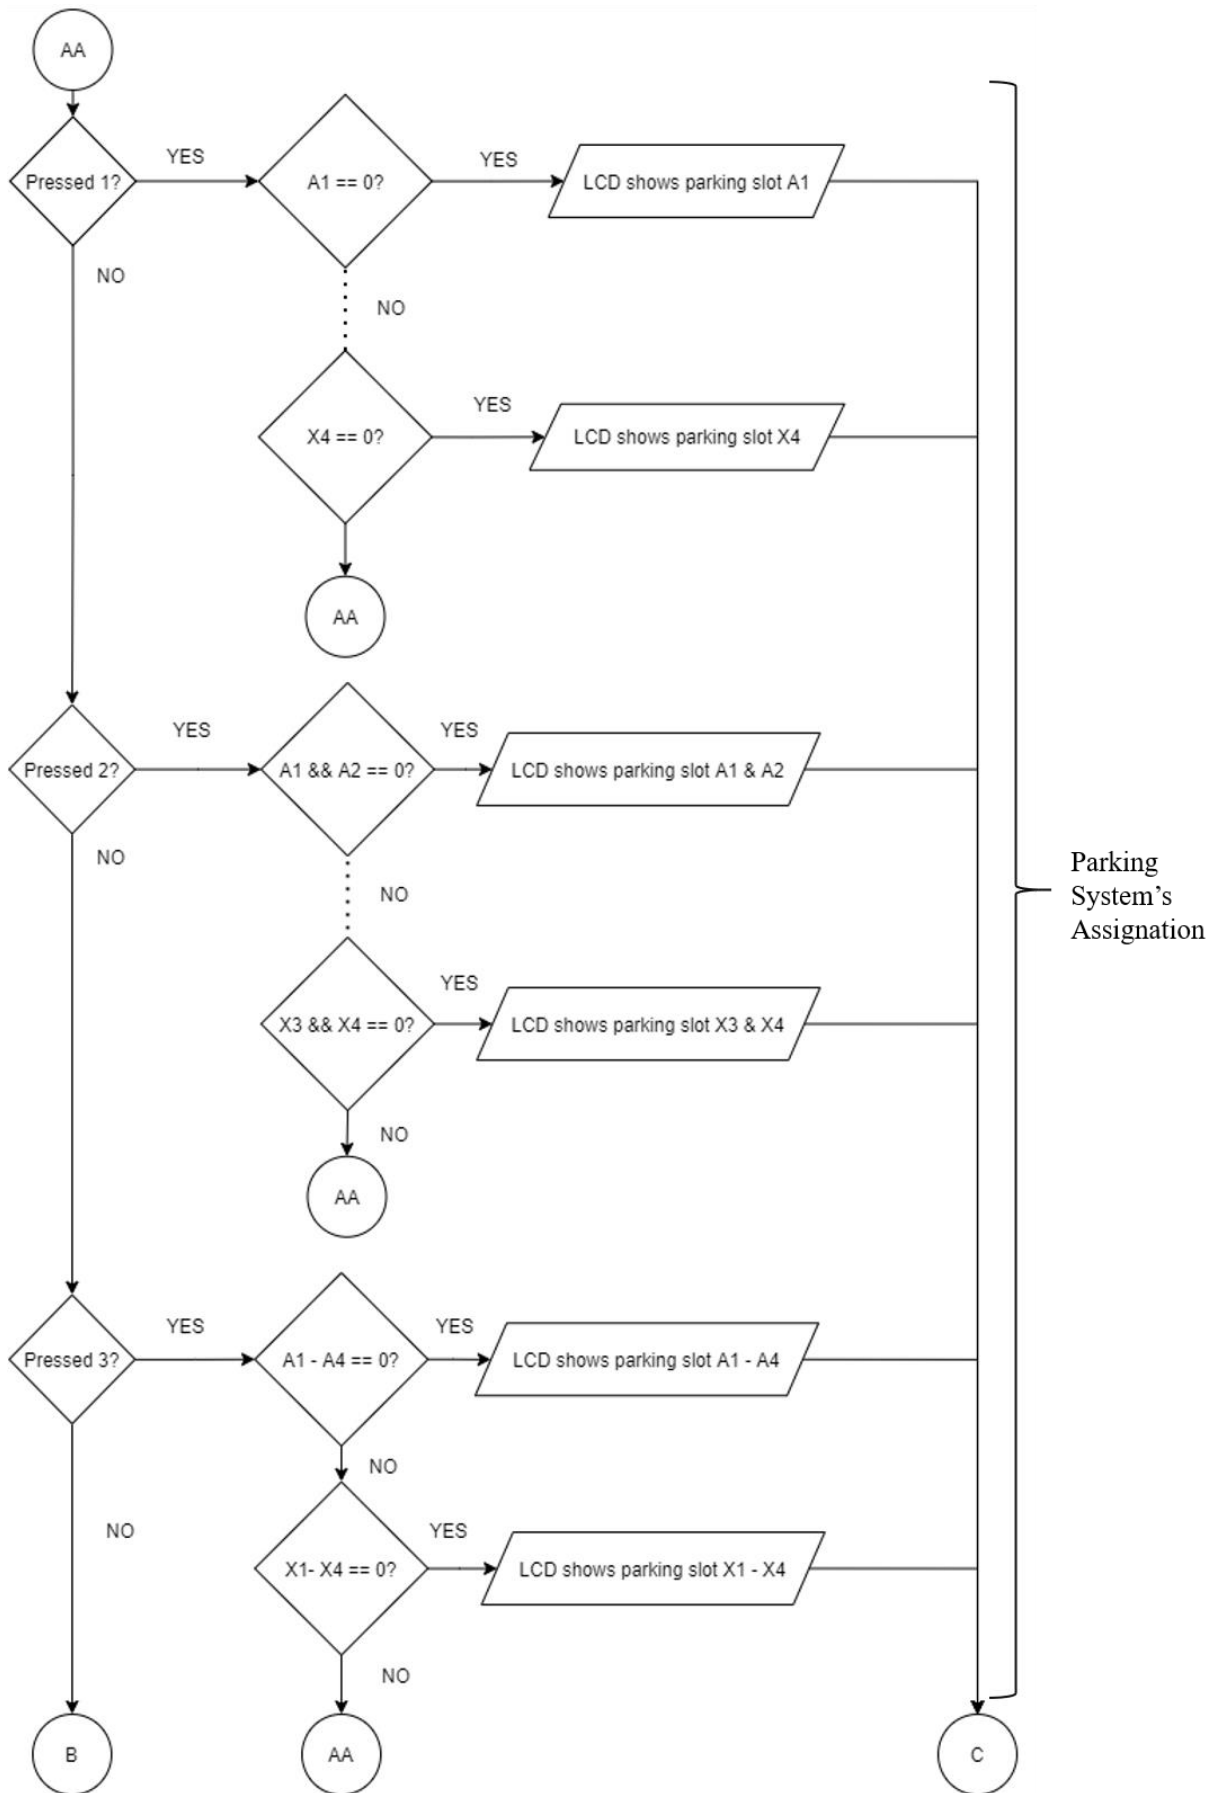 AA
Pressed 1?
YES
A1 == 0?
YES
LCD shows parking slot A1
NO
NO
X4 == 0?
YES
LCD shows parking slot X4
AA
Pressed 2?
YES
A1 && A2 == 0?
YES
LCD shows parking slot A1 & A2
NO
NO
X3 && X4 == 0?
YES
LCD shows parking slot X3 & X4
NO
AA
Pressed 3?
YES
A1 - A4 == 0?
YES
LCD shows parking slot A1 - A4
NO
NO
X1- X4 == 0?
YES
LCD shows parking slot X1 - X4
NO
B
AA
C
Parking
System’s
Assignation